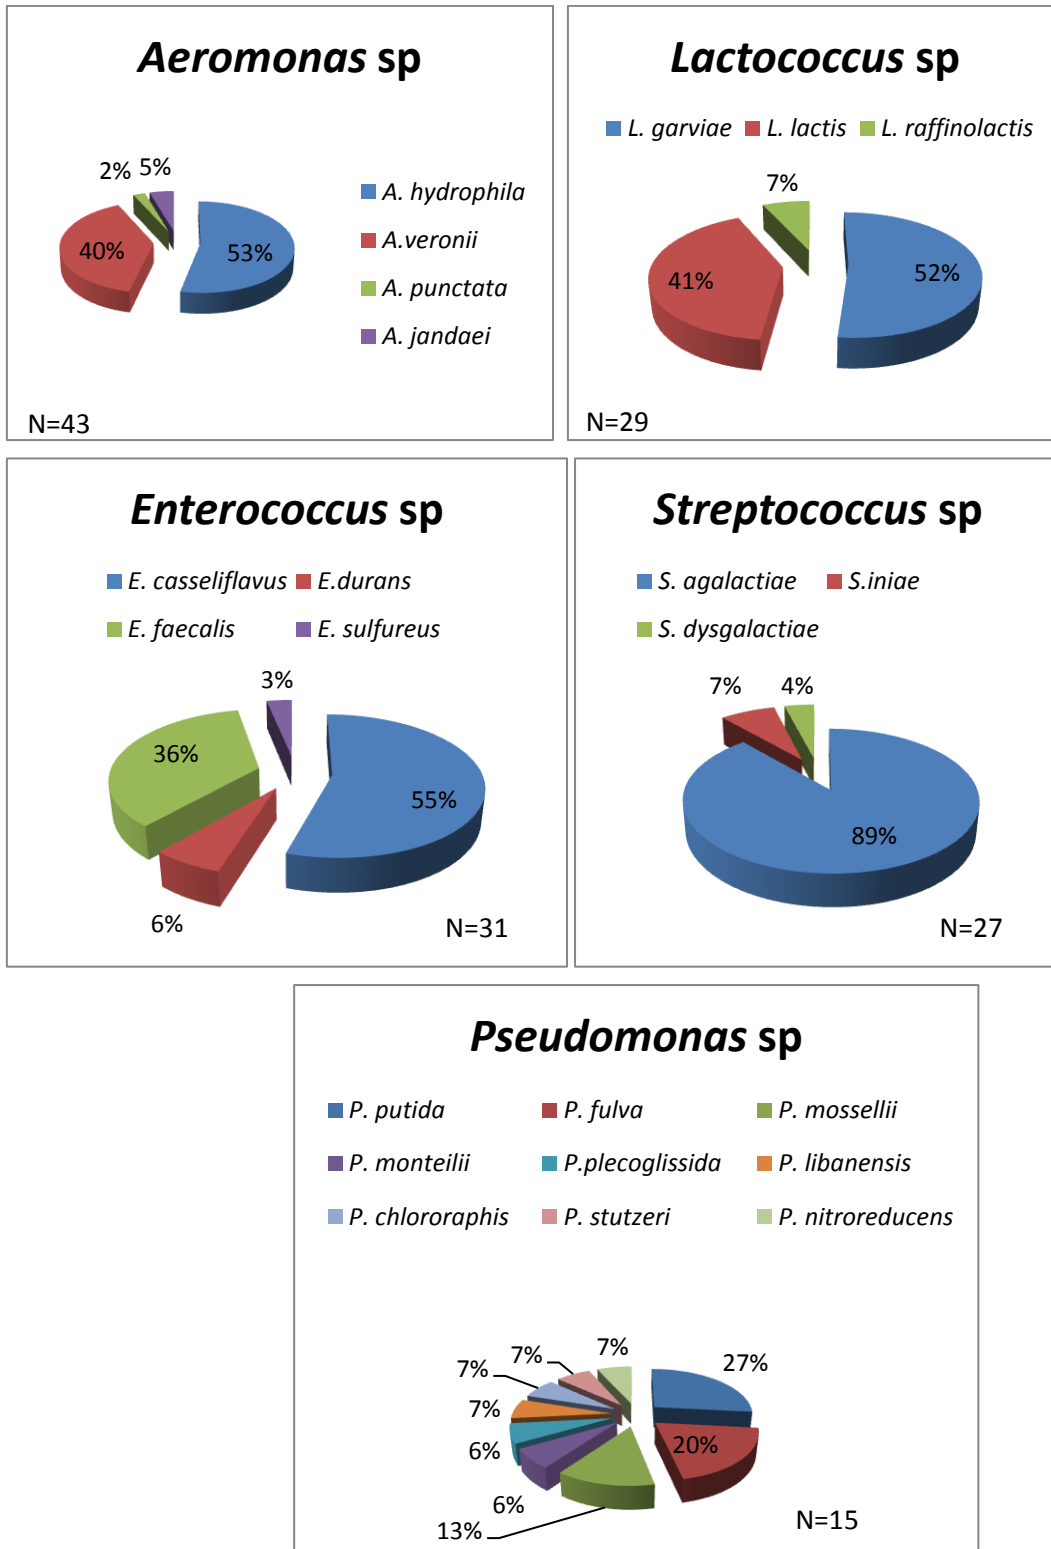 Aeromonas sp
2% 5%
40%
53%
A. hydrophila
A.veronii
A. punctata
A. jandaei
N=43
Lactococcus sp
L. garviae L. lactis L. raffinolactis
7%
41%
52%
N=29
Enterococcus sp
E. casseliflavus E.durans
E. faecalis E. sulfureus
3%
36%
55%
6%
N=31
Streptococcus sp
S. agalactiae S.iniae
S. dysgalactiae
7% 4%
89%
N=27
Pseudomonas sp
P. putida P. fulva P. mossellii
P. monteilii P.plecoglissida P. libanensis
P. chlororaphis P. stutzeri P. nitroreducens
7% 7% 27%
7%
7%
20%
6%
6%
13%
N=15